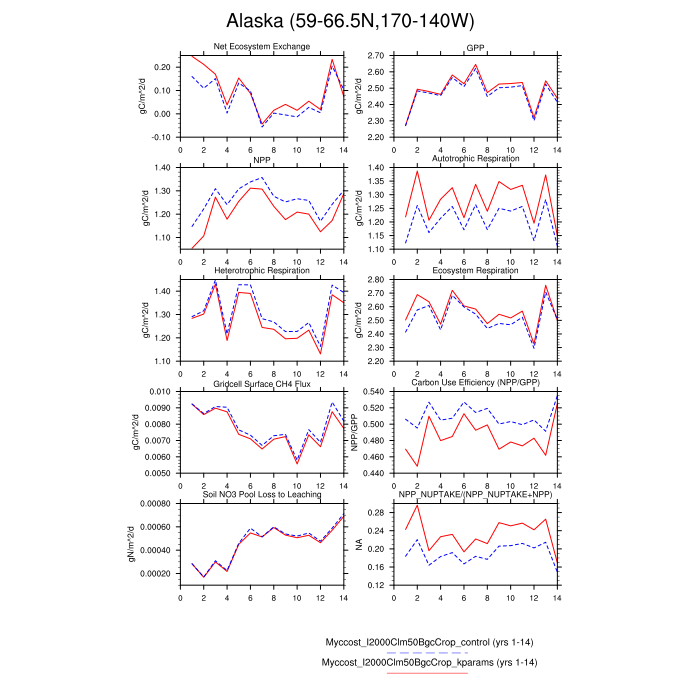 Alaska (59-66.5N,170-140W)
Net Ecosystem Exchange
gC/m^2/d
0.20
0.10
0.00
-0.10
0 2 4 6 8 10 12 14
GPP
gC/m^2/d
2.70
2.60
2.50
2.40
2.30
2.20
0 2 4 6 8 10 12 14
NPP
gC/m^2/d
1.40
1.30
1.20
1.10
0 2 4 6 8 10 12 14
Autotrophic Respiration
gC/m^2/d
1.40
1.35
1.30
1.25
1.20
1.15
1.10
0 2 4 6 8 10 12 14
Heterotrophic Respiration
gC/m^2/d
1.40
1.30
1.20
1.10
0 2 4 6 8 10 12 14
Ecosystem Respiration
gC/m^2/d
2.80
2.70
2.60
2.50
2.40
2.30
2.20
0 2 4 6 8 10 12 14
Gridcell Surface CH4 Flux
gC/m^2/d
0.0010
0.0090
0.0080
0.0070
0.0060
0.0050
0 2 4 6 8 10 12 14
Carbon Use Efficiency (NPP/GPP)
NPP/GPP
0.540
0.520
0.500
0.480
0.460
0.440
0 2 4 6 8 10 12 14
Soil NO3 Pool Loss to Leaching
gN/m^2/d
0.00080
0.00060
0.00040
0.00020
0 2 4 6 8 10 12 14
NPP_NUPTAKE/(NPP_NUPTAKE+NPP)
NA
0.28
0.24
0.20
0.16
0.12
0 2 4 6 8 10 12 14
Myccost_I2000Clm50BgcCrop_control (yrs 1-14)
Myccost_I2000Clm50BgcCrop_kparams (yrs 1-14)